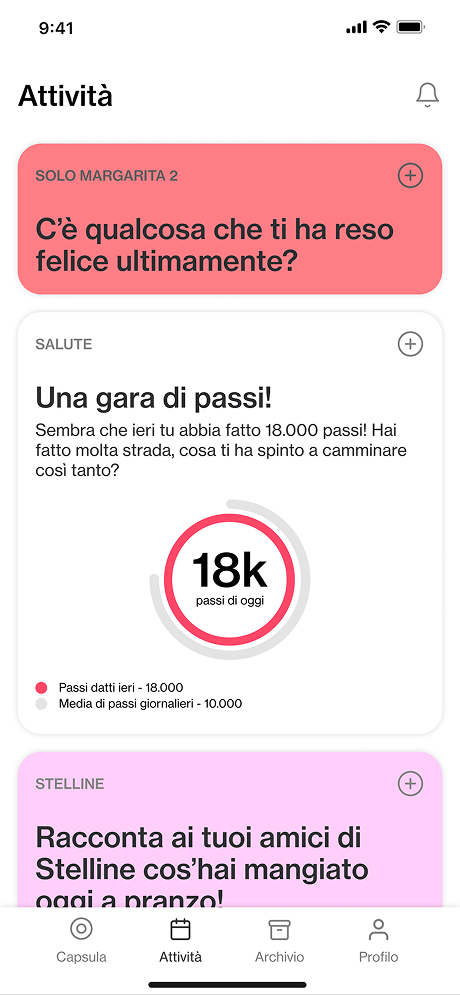 9:41
Attività
SOLO MARGARITA 2
C’è qualcosa che ti ha reso
felice ultimamente?
SALUTE
Una gara di passi!
Sembra che ieri tu abbia fatto 18.000 passi! Hai
fatto molta strada, cosa ti ha spinto a camminare
così tanto?
18k
passi di oggi
Passi datti ieri - 18.000
Media di passi giornalieri - 10.000
STELLINE
Racconta ai tuoi amici di
Stelline cos’hai mangiato
oggi a pranzo!
Capsula
Attività
Archivio
Profilo